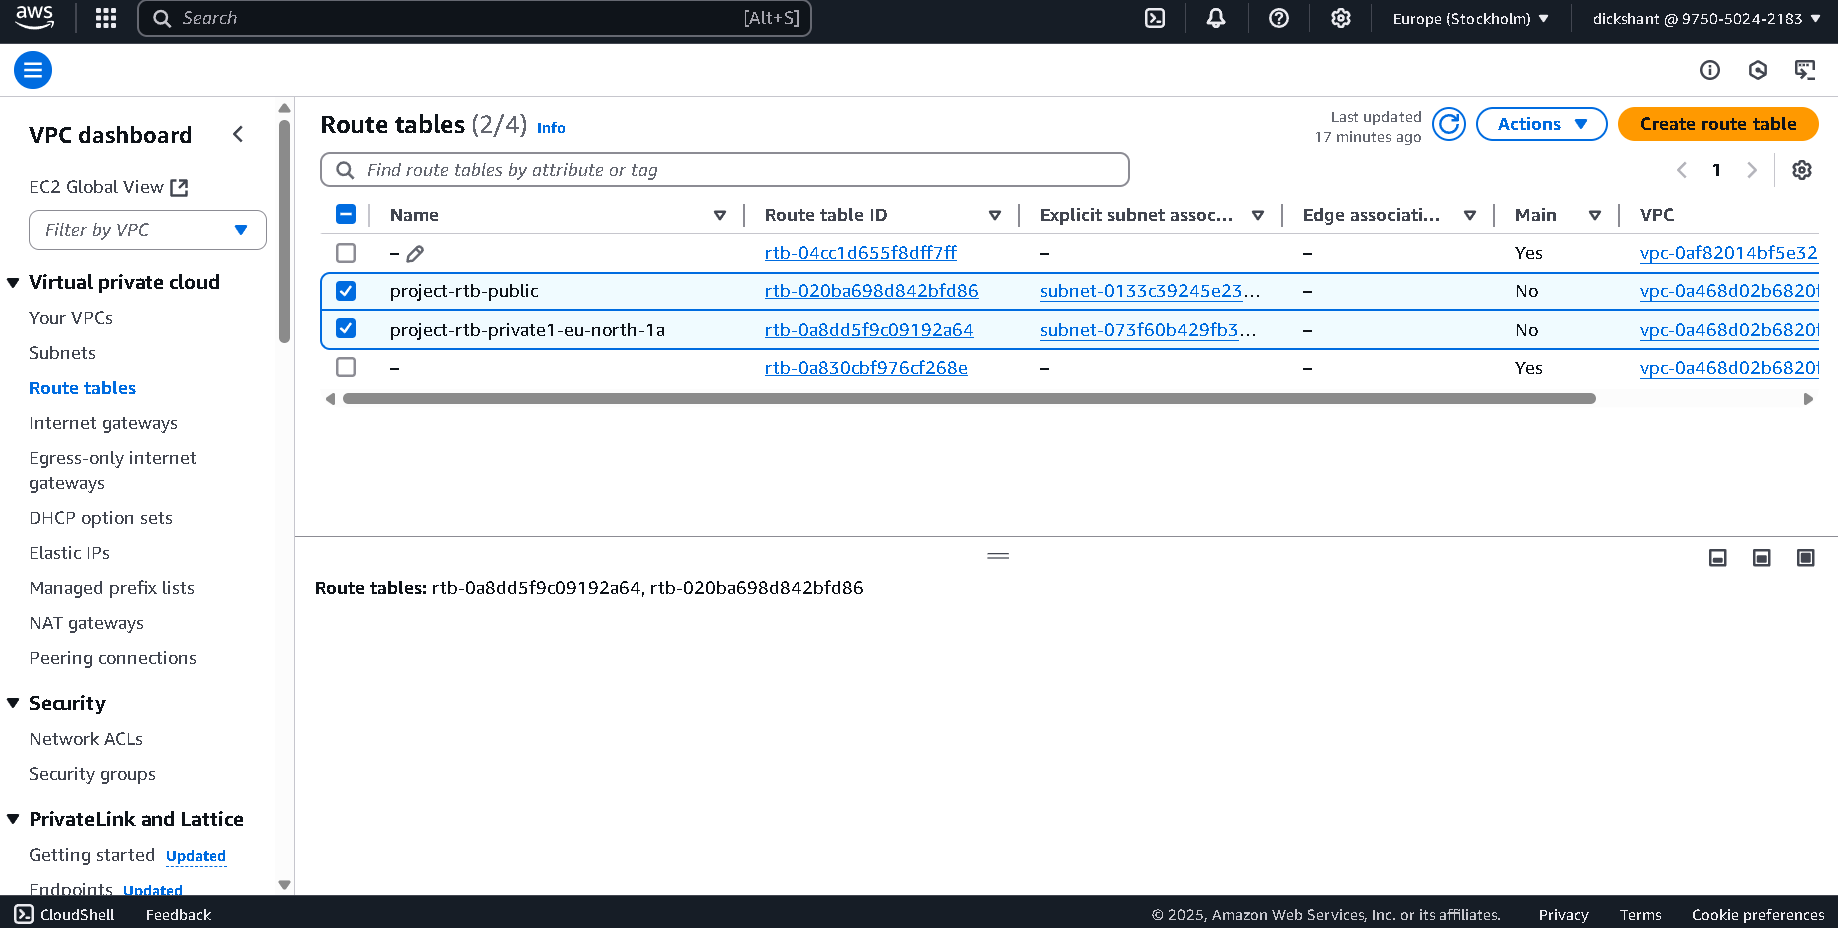 aws
Search [Alt+S]
Europe (Stockholm)
dickshant @ 9750-5024-2183
VPC dashboard
EC2 Global View
Filter by VPC
Virtual private cloud
Your VPCs
Subnets
Route tables
Internet gateways
Egress-only internet
gateways
DHCP option sets
Elastic IPs
Managed prefix lists
NAT gateways
Peering connections
Security
Network ACLs
Security groups
PrivateLink and Lattice
Getting started Updated
Endpoints Updated
Route tables (2/4) Info
Last updated
17 minutes ago
Actions
Create route table
Find route tables by attribute or tag
1
Name Route table ID Explicit subnet assoc... Edge associati... Main VPC
– rtb-04cc1d655f8dff7ff – – Yes vpc-0af82014bf5e32
project-rtb-public rtb-020ba698d842bfd86 subnet-0133c39245e23... – No vpc-0a468d02b6820f
project-rtb-private1-eu-north-1a rtb-0a8dd5f9c09192a64 subnet-073f60b429fb3... – No vpc-0a468d02b6820f
– rtb-0a830cbf976cf268e – – Yes vpc-0a468d02b6820f
Route tables: rtb-0a8dd5f9c09192a64, rtb-020ba698d842bfd86
CloudShell Feedback © 2025, Amazon Web Services, Inc. or its affiliates. Privacy Terms Cookie preferences